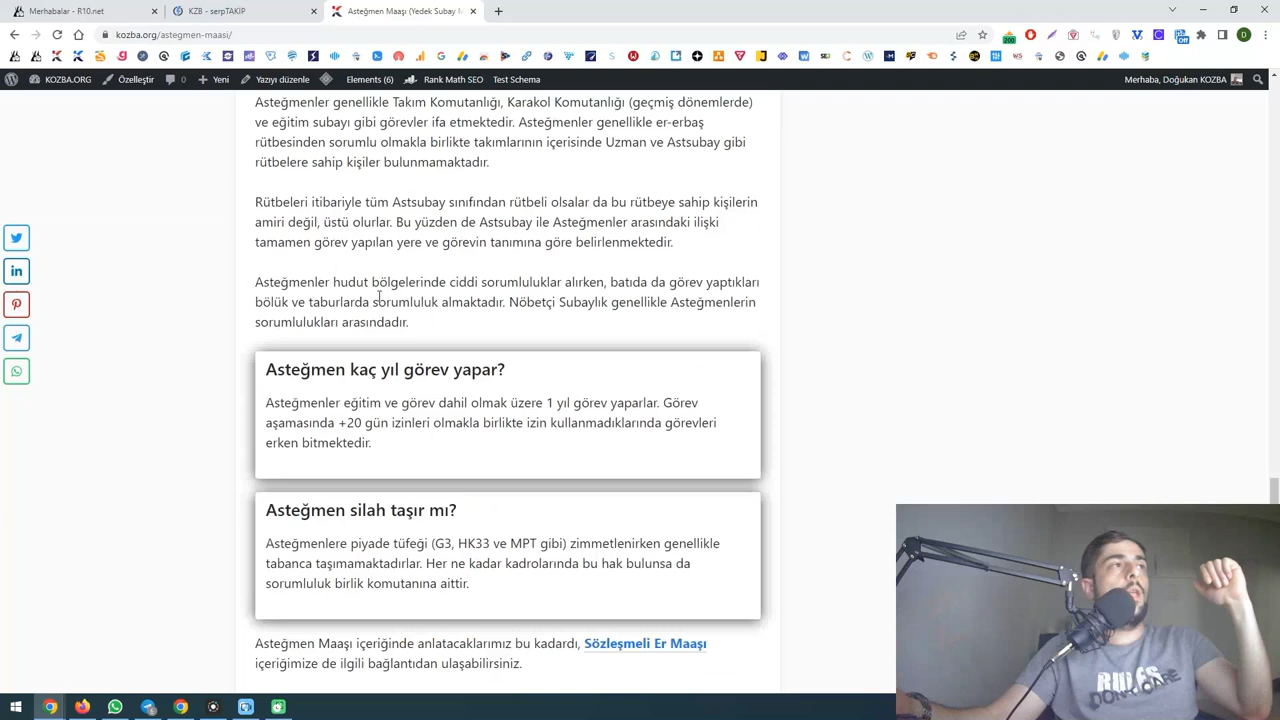 Merhabalar - R10.net
KZB - serpTAKIP
Asteğmen Maaşı (Yedek Subay M
kozba.org/astegmen-maasi/
KOZBA.ORG
Özelleştir
0
Yeni
Yazıyı düzenle
Elements (6)
Rank Math SEO
Test Schema
Merhaba, Doğukan KOZBA
Asteğmenler genellikle Takım Komutanlığı, Karakol Komutanlığı (geçmiş dönemlerde)
ve eğitim subayı gibi görevler ifa etmektedir. Asteğmenler genellikle er-erbaş
rütbesinden sorumlu olmakla birlikte takımlarının içerisinde Uzman ve Astsubay gibi
rütbelere sahip kişiler bulunmamaktadır.
Rütbeleri itibariyle tüm Astsubay sınıfından rütbeli olsalar da bu rütbeye sahip kişilerin
amiri değil, üstü olurlar. Bu yüzden de Astsubay ile Asteğmenler arasındaki ilişki
tamamen görev yapılan yere ve görevin tanımına göre belirlenmektedir.
Asteğmenler hudut bölgelerinde ciddi sorumluluklar alırken, batıda da görev yaptıkları
bölük ve taburlarda sorumluluk almaktadır. Nöbetçi Subaylık genellikle Asteğmenlerin
sorumlulukları arasındadır.
Asteğmen kaç yıl görev yapar?
Asteğmenler eğitim ve görev dahil olmak üzere 1 yıl görev yaparlar. Görev
aşamasında +20 gün izinleri olmakla birlikte izin kullanmadıklarında görevleri
erken bitmektedir.
Asteğmen silah taşır mı?
Asteğmenlere piyade tüfeği (G3, HK33 ve MPT gibi) zimmetlenirken genellikle
tabanca taşımamaktadırlar. Her ne kadar kadrolarında bu hak bulunsa da
sorumluluk birlik komutanına aittir.
Asteğmen Maaşı içeriğinde anlatacaklarımız bu kadardı, Sözleşmeli Er Maaşı
içeriğimize de ilgili bağlantıdan ulaşabilirsiniz.
RULES
DON'T CARE